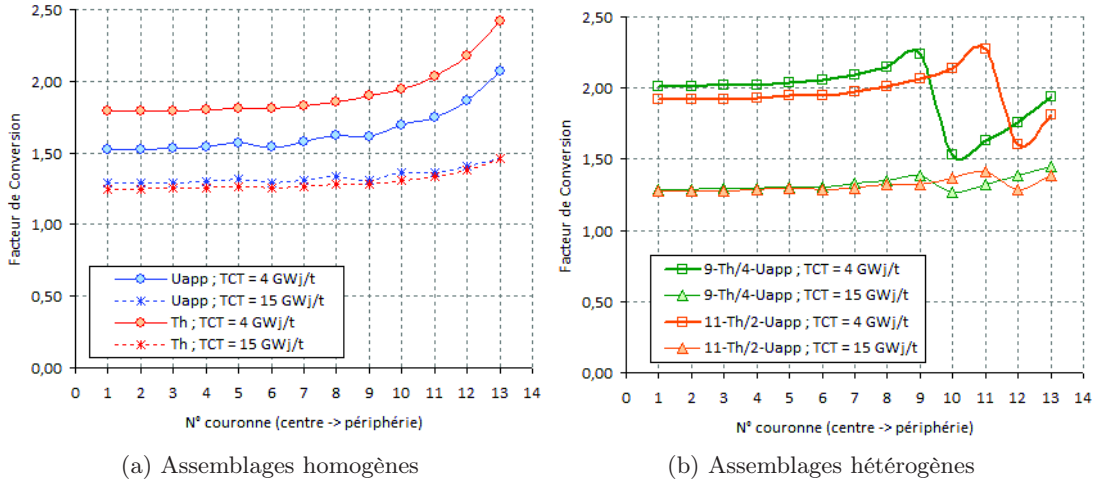 2,50
2,00
1,50
1,00
0,50
0,00
Facteur de Conversion
Uapp ; TCT = 4 GWj/t
Uapp ; TCT = 15 GWj/t
Th ; TCT = 4 GWj/t
Th ; TCT = 15 GWj/t
0 1 2 3 4 5 6 7 8 9 10 11 12 13 14
N° couronne (centre -> périphérie)
(a) Assemblages homogènes
2,50
2,00
1,50
1,00
0,50
0,00
Facteur de Conversion
9-Th/4-Uapp ; TCT = 4 GWj/t
9-Th/4-Uapp ; TCT = 15 GWj/t
11-Th/2-Uapp ; TCT = 4 GWj/t
11-Th/2-Uapp ; TCT = 15 GWj/t
0 1 2 3 4 5 6 7 8 9 10 11 12 13 14
N° couronne (centre -> périphérie)
(b) Assemblages hétérogènes